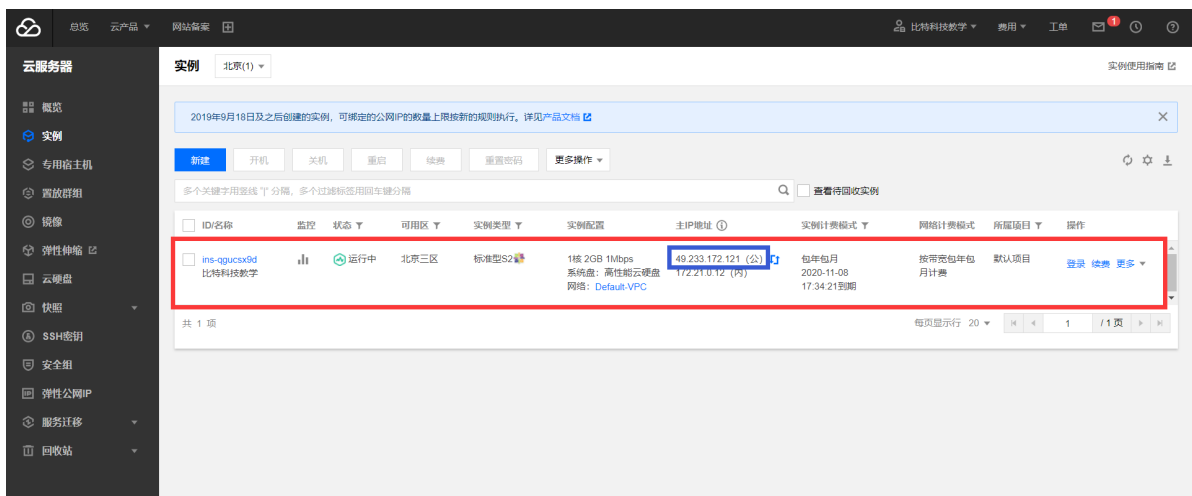 总览 云产品 网站备案 比特科技教学 费用 工单 1
云服务器
实例 北京(1) 实例使用指南
概览
实例
专用宿主机
置放群组
镜像
弹性伸缩
云硬盘
快照
SSH密钥
安全组
弹性公网IP
服务迁移
回收站
2019年9月18日及之后创建的实例，可绑定的公网IP的数量上限按新的规则执行。详见产品文档
新建 开机 关机 重启 续费 重置密码 更多操作
多个关键字用竖线 "|" 分隔，多个过滤标签用回车键分隔 查看待回收实例
ID/名称 监控 状态 可用区 实例类型 实例配置 主IP地址 实例计费模式 网络计费模式 所属项目 操作
ins-qgucsx9d 运行中 北京三区 标准型S2 1核 2GB 1Mbps 49.233.172.121 (公) 包年包月 按带宽包年包 默认项目 登录 续费 更多
比特科技教学 系统盘：高性能云硬盘 172.21.0.12 (内) 2020-11-08 月计费
网络：Default-VPC 17:34:21到期
共 1 项 每页显示行 20 1 / 1 页